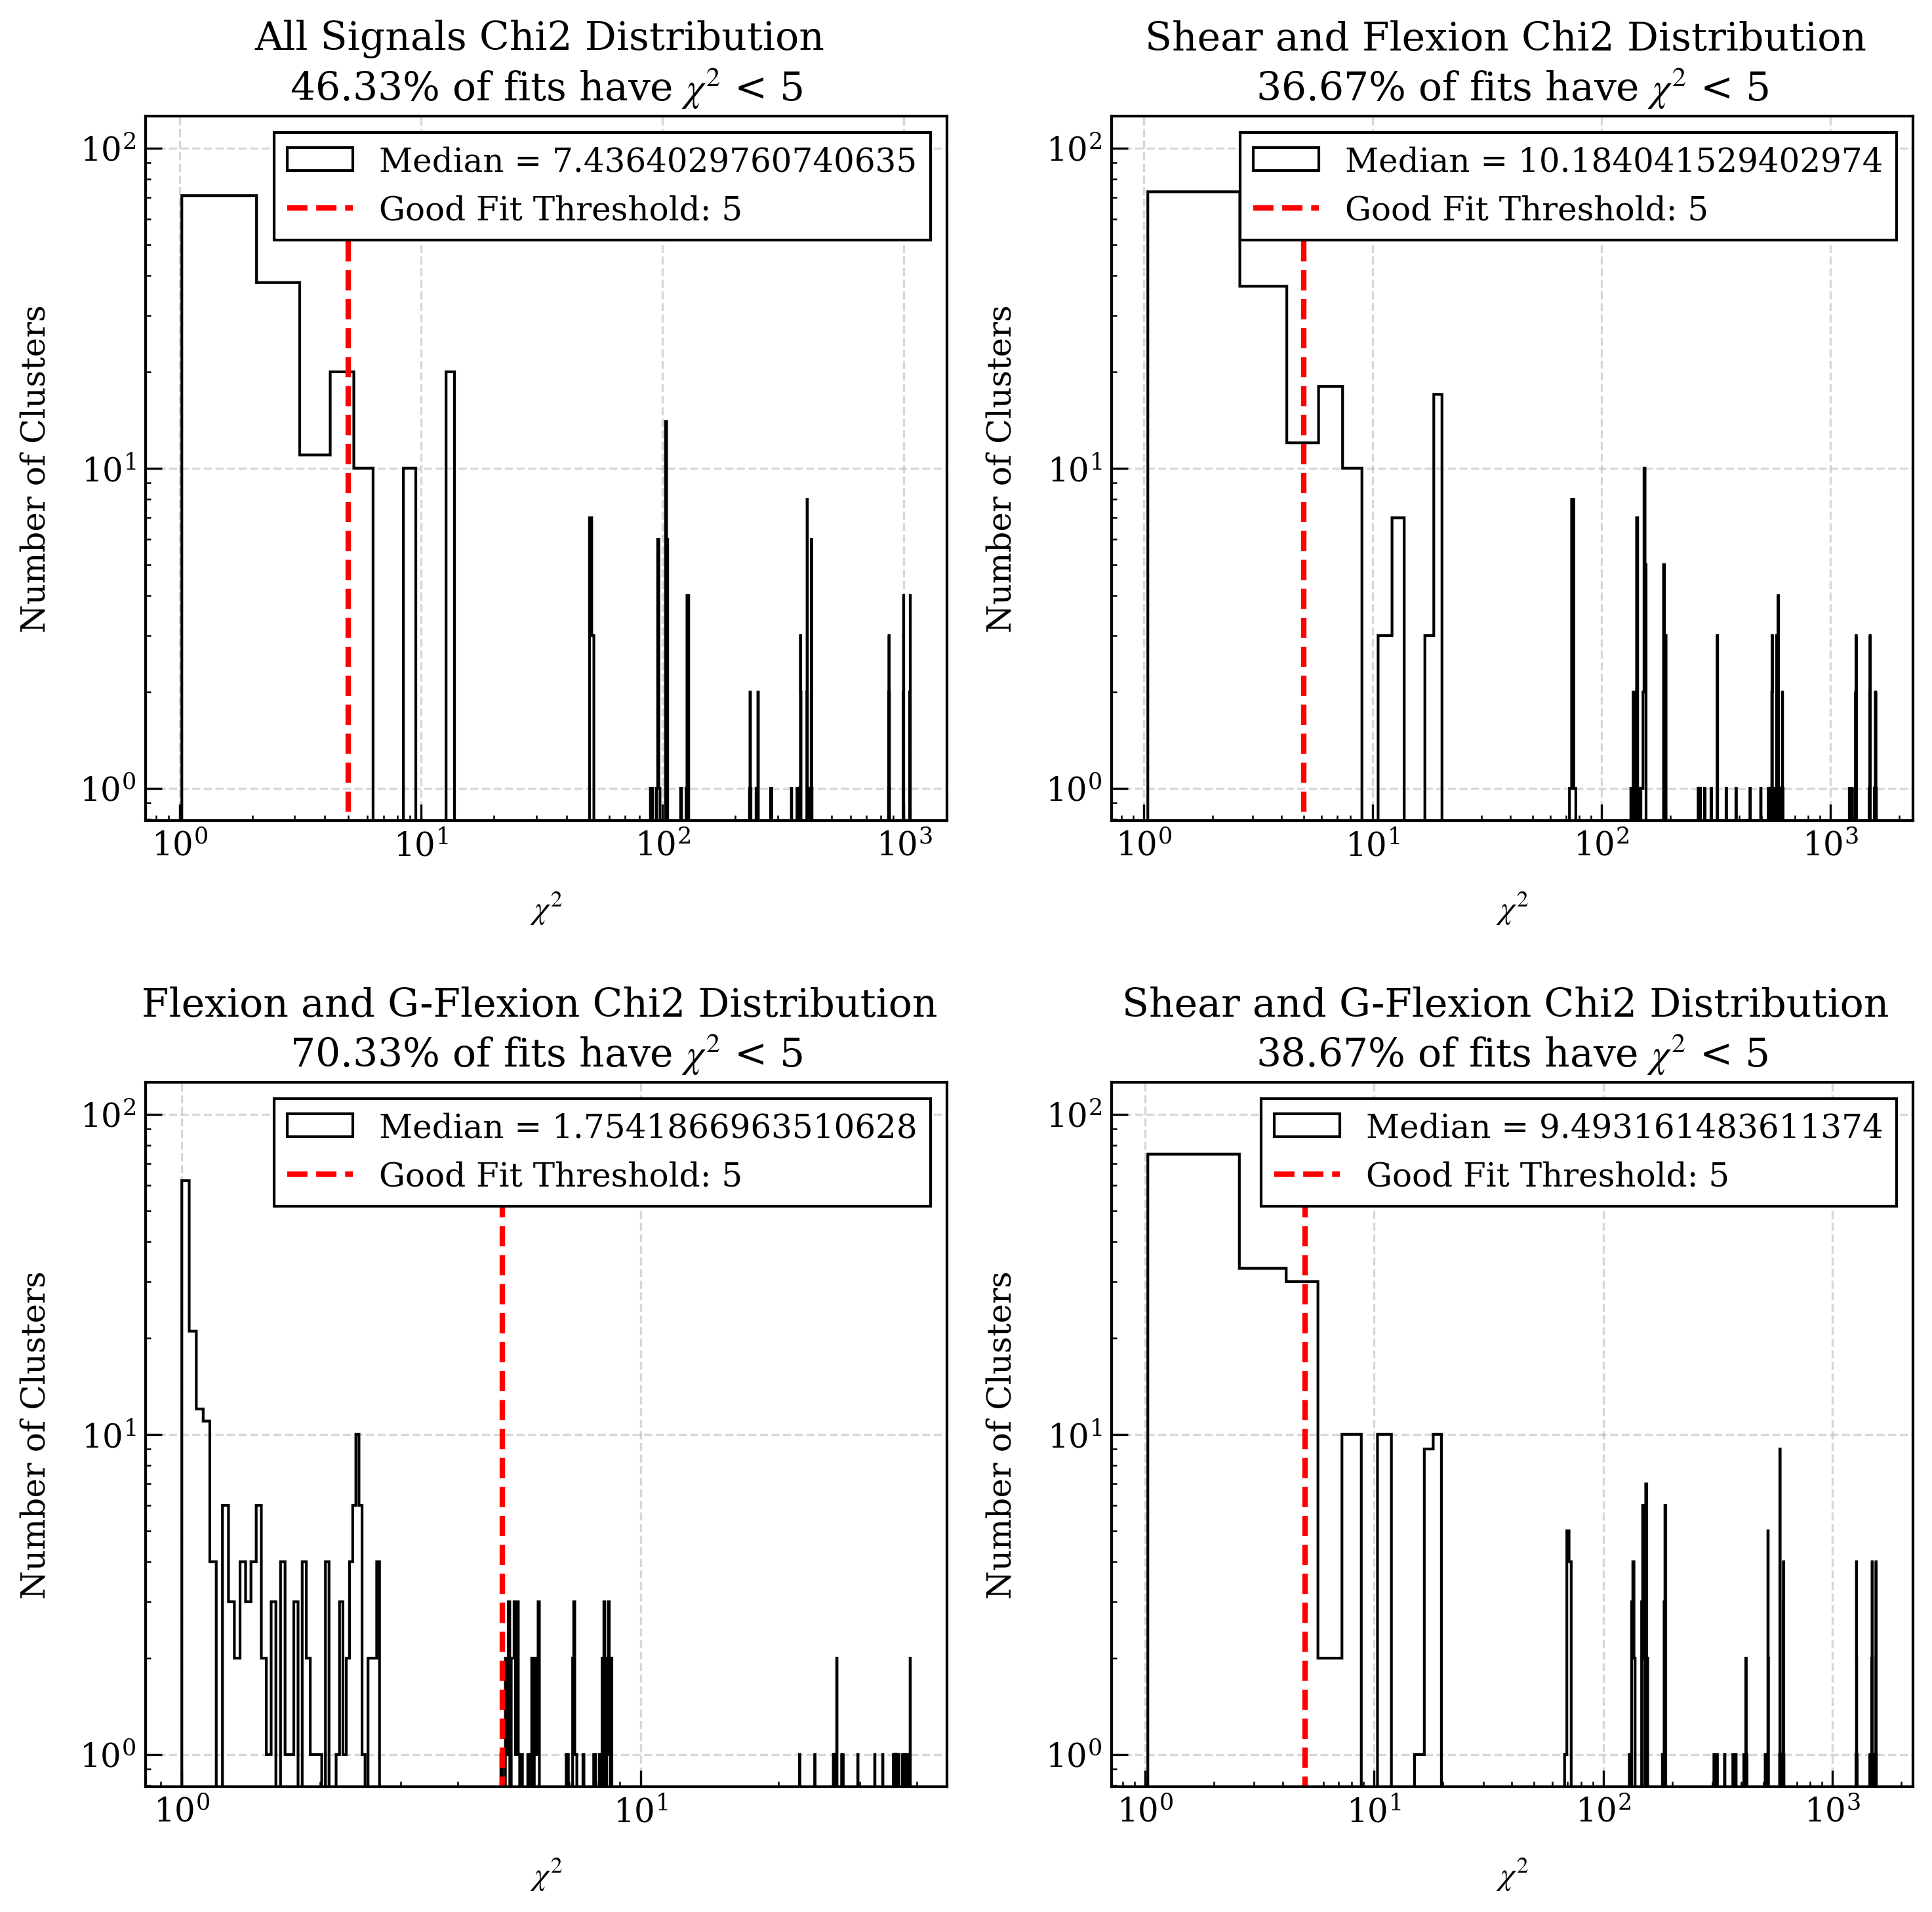 All Signals Chi2 Distribution
46.33% of fits have χ² < 5
Median = 7.4364029760740635
Good Fit Threshold: 5
Number of Clusters
10²
10¹
10⁰
10⁰ 10¹ 10² 10³
χ²
Shear and Flexion Chi2 Distribution
36.67% of fits have χ² < 5
Median = 10.184041529402974
Good Fit Threshold: 5
Number of Clusters
10²
10¹
10⁰
10⁰ 10¹ 10² 10³
χ²
Flexion and G-Flexion Chi2 Distribution
70.33% of fits have χ² < 5
Median = 1.7541866963510628
Good Fit Threshold: 5
Number of Clusters
10²
10¹
10⁰
10⁰ 10¹
χ²
Shear and G-Flexion Chi2 Distribution
38.67% of fits have χ² < 5
Median = 9.493161483611374
Good Fit Threshold: 5
Number of Clusters
10²
10¹
10⁰
10⁰ 10¹ 10² 10³
χ²